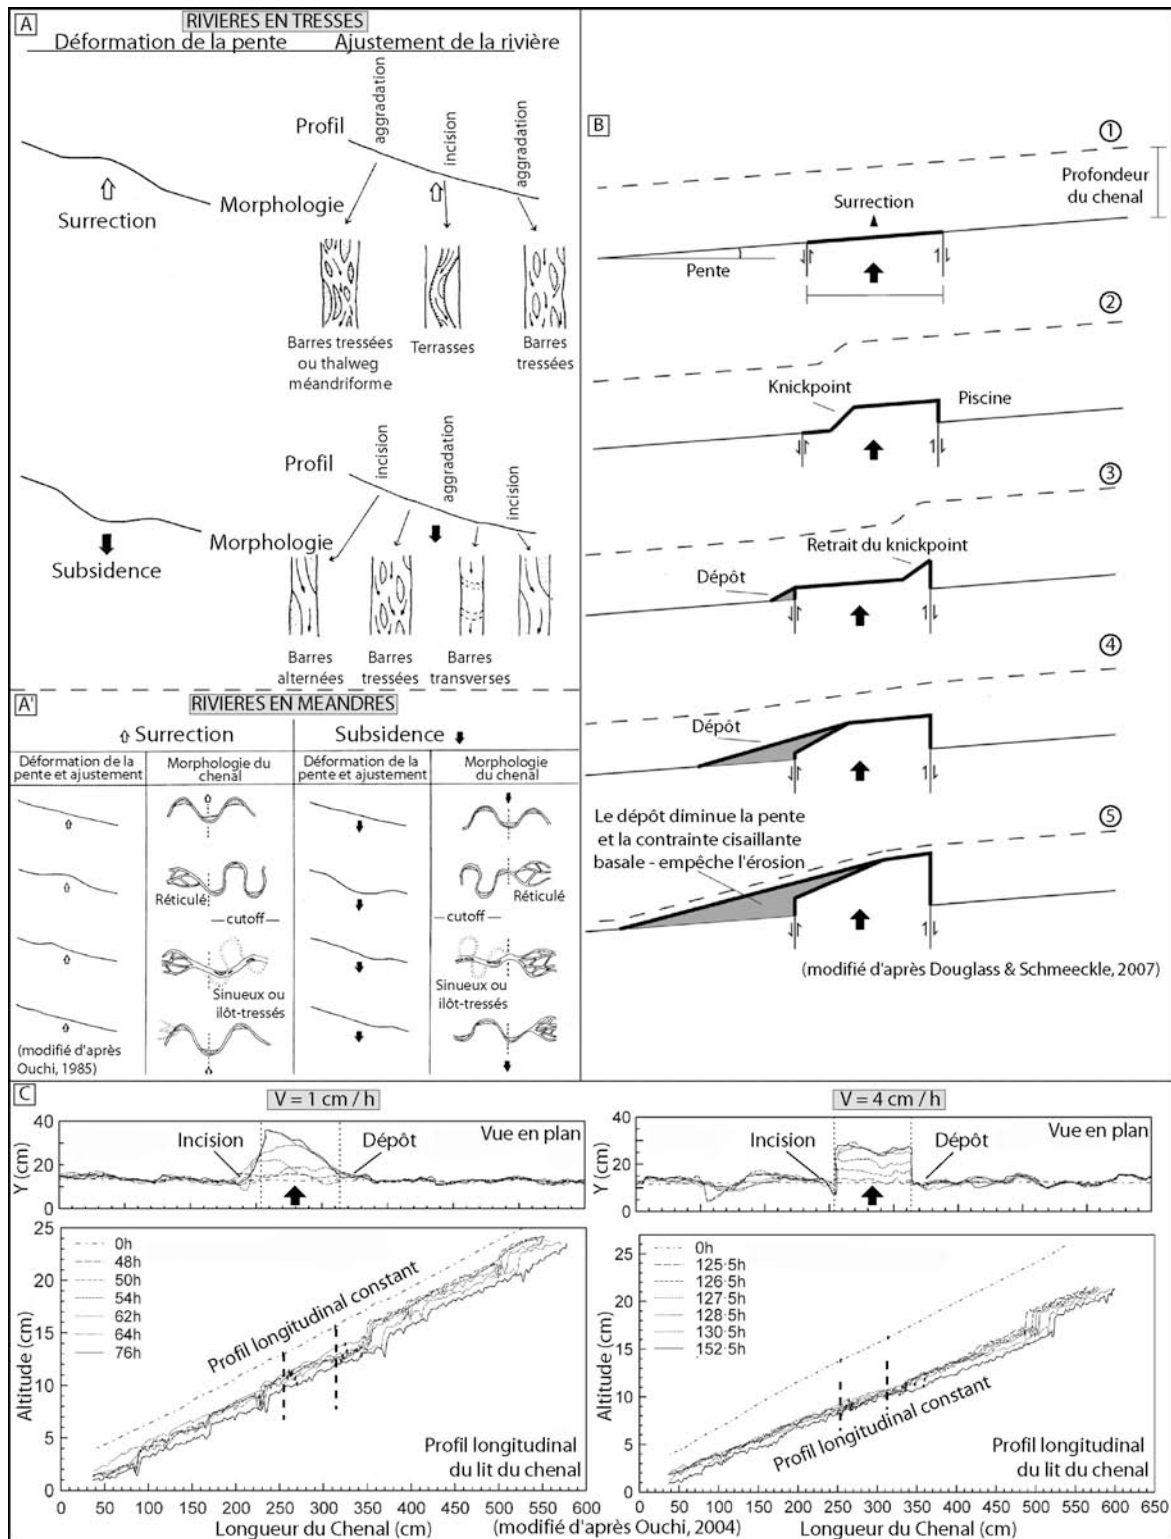 A
RIVIERES EN TRESSES
Déformation de la pente
Ajustement de la rivière
Profil
aggradation
incision
aggradation
Surrection
Morphologie
Barres tressées
ou thalweg
méandriforme
Terrasses
Barres
tressées
Profil
incision
aggradation
incision
Morphologie
Subsidence
Barres
alternées
Barres
tressées
Barres
transverses
A'
RIVIERES EN MEANDRES
Surrection
Subsidence
Déformation de la
pente et ajustement
Morphologie du
chenal
Déformation de la
pente et ajustement
Morphologie
du chenal
Réticulé
Réticulé
cutoff
cutoff
Sinueux ou
ilôt-tressés
Sinueux ou
ilôt-tressés
(modifié d'après
Ouchi, 1985)
B
1
Profondeur
du chenal
Surrection
Pente
2
Knickpoint
Piscine
3
Retrait du knickpoint
Dépôt
4
Dépôt
5
Le dépôt diminue la pente
et la contrainte cisaillante
basale - empêche l'érosion
(modifié d'après Douglass & Schmeeckle, 2007)
C
V = 1 cm / h
Y (cm)
40
20
0
Incision
Dépôt
Vue en plan
Altitude (cm)
25
20
15
10
5
0
0h
48h
50h
54h
62h
64h
76h
Profil longitudinal constant
Profil longitudinal
du lit du chenal
0 50 100 150 200 250 300 350 400 450 500 550 600
Longueur du Chenal (cm)
V = 4 cm / h
Y (cm)
40
20
0
Incision
Dépôt
Vue en plan
Altitude (cm)
25
20
15
10
5
0
0h
125·5h
126·5h
127·5h
128·5h
130·5h
152·5h
Profil longitudinal constant
Profil longitudinal
du lit du chenal
0 50 100 150 200 250 300 350 400 450 500 550 600 650
Longueur du Chenal (cm)
(modifié d'après Ouchi, 2004)